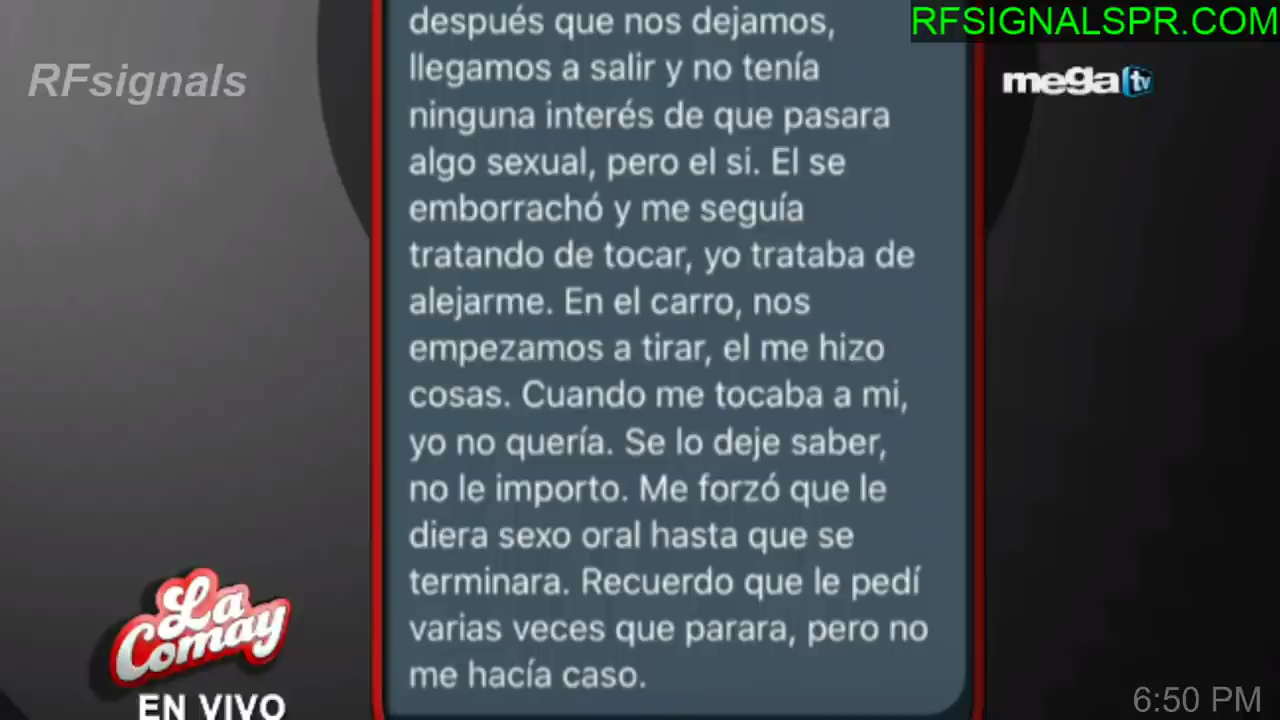 RFSIGNALSPR.COM
RFsignals
megatv
después que nos dejamos,
llegamos a salir y no tenía
ninguna interés de que pasara
algo sexual, pero el si. El se
emborrachó y me seguía
tratando de tocar, yo trataba de
alejarme. En el carro, nos
empezamos a tirar, el me hizo
cosas. Cuando me tocaba a mi,
yo no quería. Se lo deje saber,
no le importo. Me forzó que le
diera sexo oral hasta que se
terminara. Recuerdo que le pedí
varias veces que parara, pero no
me hacía caso.
La
Comay
EN VIVO
6:50 PM